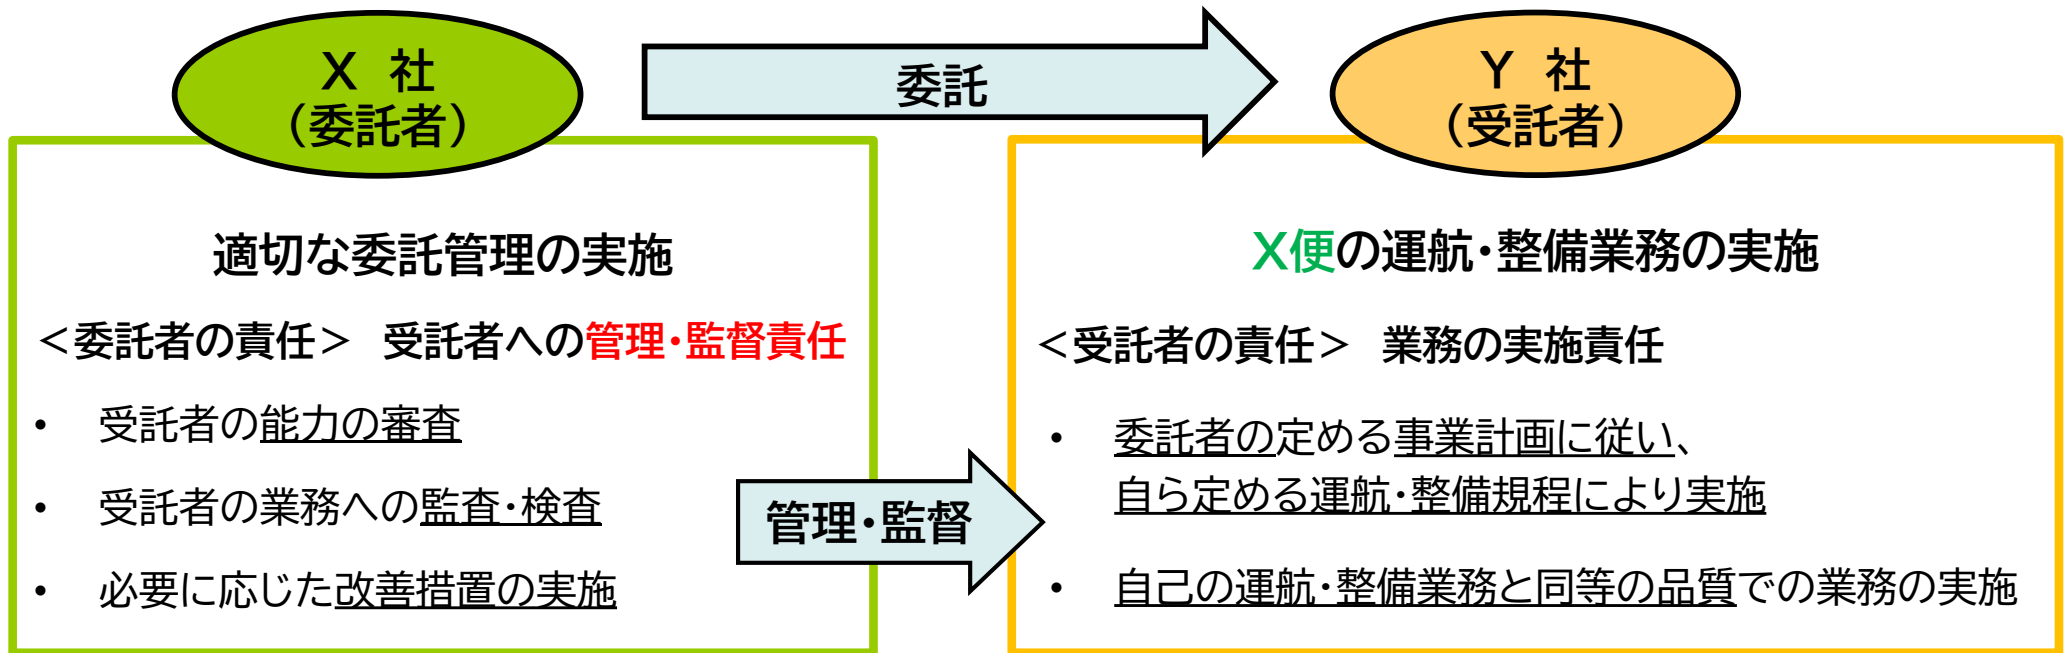 X 社
（委託者）
委託
Y 社
（受託者）
適切な委託管理の実施
＜委託者の責任＞ 受託者への管理・監督責任
・ 受託者の能力の審査
・ 受託者の業務への監査・検査
・ 必要に応じた改善措置の実施
管理・監督
X便の運航・整備業務の実施
＜受託者の責任＞ 業務の実施責任
・ 委託者の定める事業計画に従い、
自ら定める運航・整備規程により実施
・ 自己の運航・整備業務と同等の品質での業務の実施